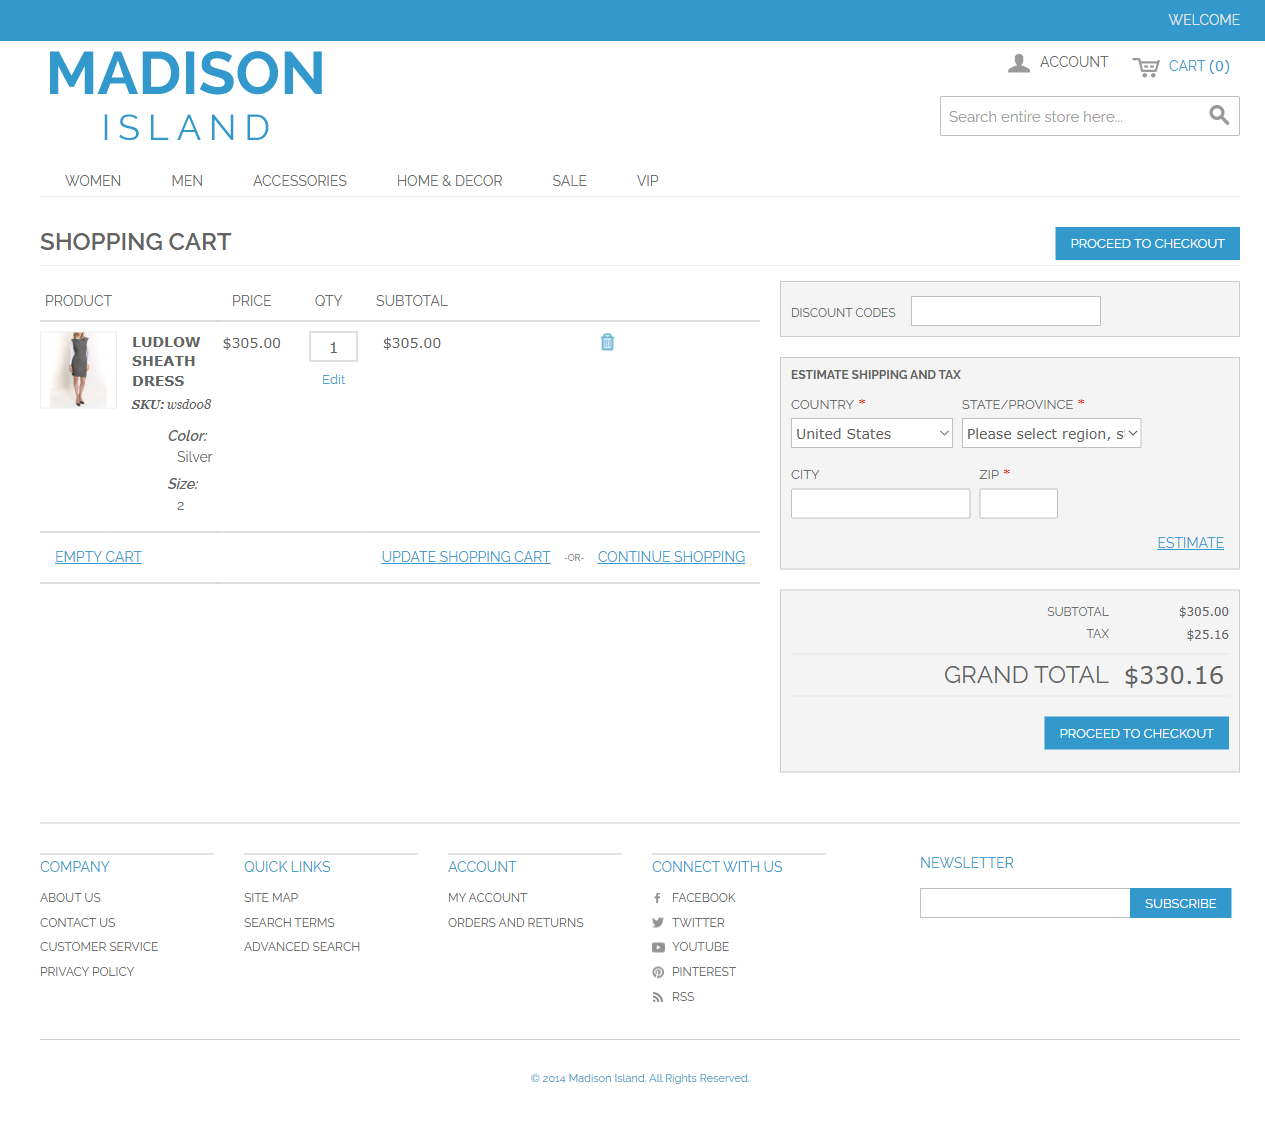 WELCOME
MADISON
ISLAND
ACCOUNT
CART (0)
Search entire store here...
WOMEN MEN ACCESSORIES HOME & DECOR SALE VIP
SHOPPING CART
PROCEED TO CHECKOUT
PRODUCT PRICE QTY SUBTOTAL
LUDLOW SHEATH DRESS $305.00 1 $305.00
Edit
SKU: wsd008
Color:
Silver
Size:
2
EMPTY CART UPDATE SHOPPING CART -OR- CONTINUE SHOPPING
DISCOUNT CODES
ESTIMATE SHIPPING AND TAX
COUNTRY * STATE/PROVINCE *
United States Please select region, s
CITY ZIP *
ESTIMATE
SUBTOTAL $305.00
TAX $25.16
GRAND TOTAL $330.16
PROCEED TO CHECKOUT
COMPANY
ABOUT US
CONTACT US
CUSTOMER SERVICE
PRIVACY POLICY
QUICK LINKS
SITE MAP
SEARCH TERMS
ADVANCED SEARCH
ACCOUNT
MY ACCOUNT
ORDERS AND RETURNS
CONNECT WITH US
FACEBOOK
TWITTER
YOUTUBE
PINTEREST
RSS
NEWSLETTER
SUBSCRIBE
© 2014 Madison Island. All Rights Reserved.